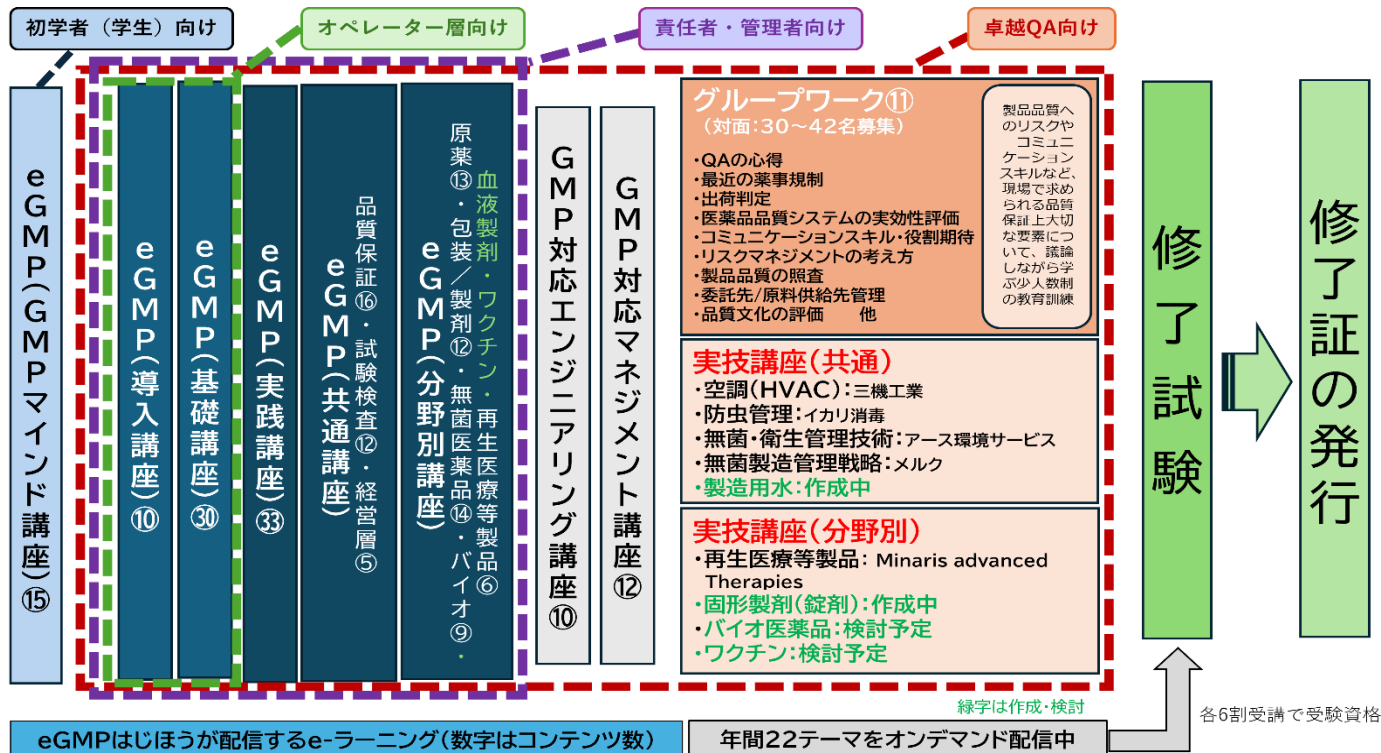 初学者（学生）向け
オペレーター層向け
責任者・管理者向け
卓越QA向け
eGMP(GMPマインド講座)⑮
eGMP(導入講座)⑩
eGMP(基礎講座)㉚
eGMP(実践講座)㉝
eGMP(共通講座)
品質保証⑯・試験検査⑫・経営層⑤
eGMP(分野別講座)
原薬⑬・包装／製剤⑫・無菌医薬品⑭・バイオ⑨・
血液製剤・ワクチン・再生医療等製品⑥
GMP対応エンジニアリング講座⑩
GMP対応マネジメント講座⑫
グループワーク⑪
（対面：30～42名募集）
・QAの心得
・最近の薬事規制
・出荷判定
・医薬品品質システムの実効性評価
・コミュニケーションスキル・役割期待
・リスクマネジメントの考え方
・製品品質の照査
・委託先/原料供給先管理
・品質文化の評価　他
製品品質へ
のリスクや
コミュニ
ケーション
スキルなど、
現場で求め
られる品質
保証上大切
な要素につ
いて、議論
しながら学
ぶ少人数制
の教育訓練
実技講座(共通)
・空調(HVAC)：三機工業
・防虫管理：イカリ消毒
・無菌・衛生管理技術：アース環境サービス
・無菌製造管理戦略：メルク
・製造用水：作成中
実技講座(分野別)
・再生医療等製品： Minaris advanced
Therapies
・固形製剤(錠剤)：作成中
・バイオ医薬品：検討予定
・ワクチン：検討予定
修了試験
修了証の発行
緑字は作成・検討
各6割受講で受験資格
eGMPはじほうが配信するe-ラーニング(数字はコンテンツ数)
年間22テーマをオンデマンド配信中